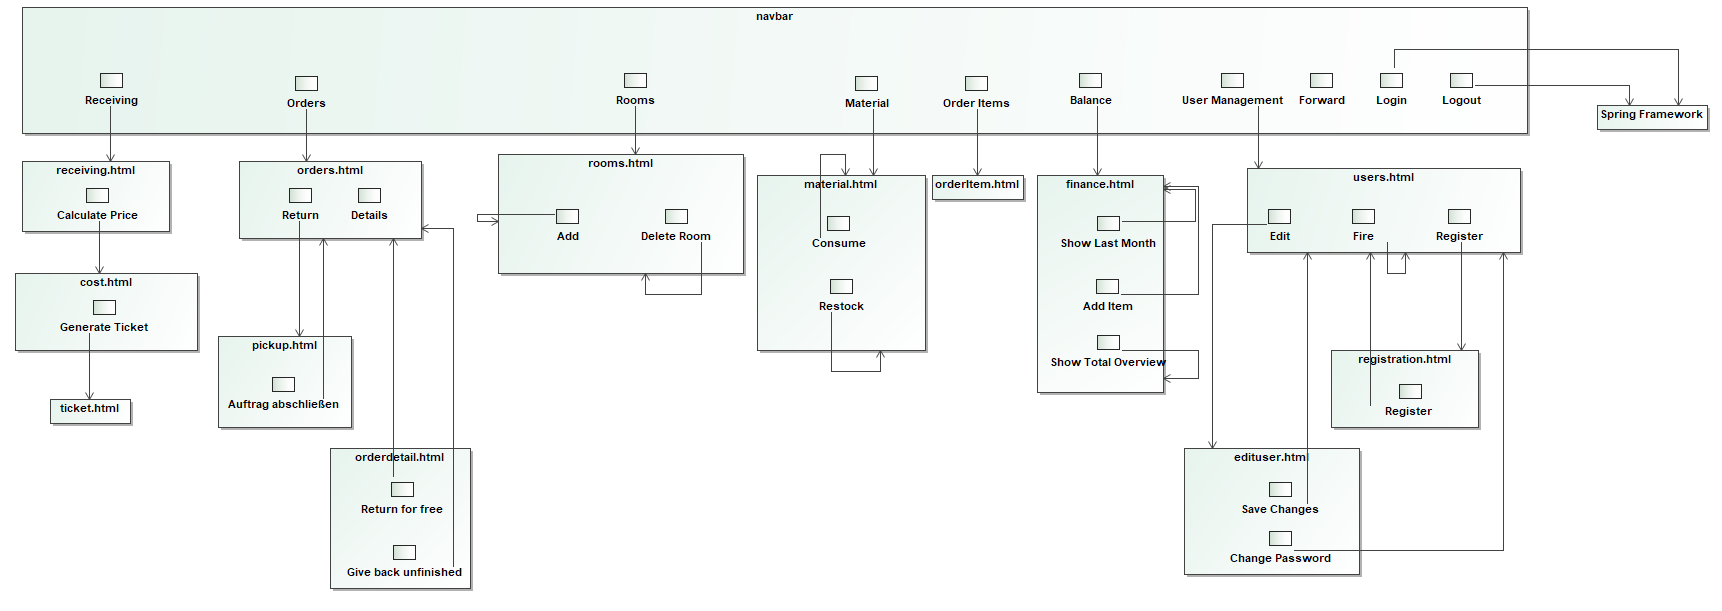 navbar
Receiving
Orders
Rooms
Material
Order Items
Balance
User Management
Forward
Login
Logout
Spring Framework
receiving.html
Calculate Price
orders.html
Return
Details
rooms.html
Add
Delete Room
material.html
Consume
Restock
orderItem.html
finance.html
Show Last Month
Add Item
Show Total Overview
users.html
Edit
Fire
Register
cost.html
Generate Ticket
pickup.html
Auftrag abschließen
registration.html
Register
ticket.html
orderdetail.html
Return for free
Give back unfinished
edituser.html
Save Changes
Change Password